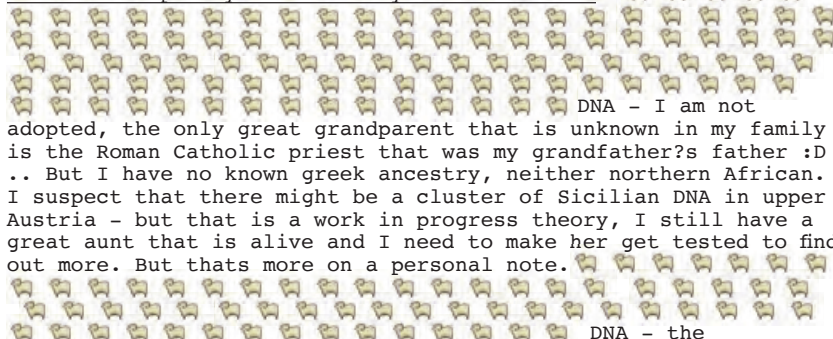 DNA - I am not
adopted, the only great grandparent that is unknown in my family
is the Roman Catholic priest that was my grandfather?s father :D
.. But I have no known greek ancestry, neither northern African.
I suspect that there might be a cluster of Sicilian DNA in upper
Austria - but that is a work in progress theory, I still have a
great aunt that is alive and I need to make her get tested to find
out more. But thats more on a personal note.
DNA - the